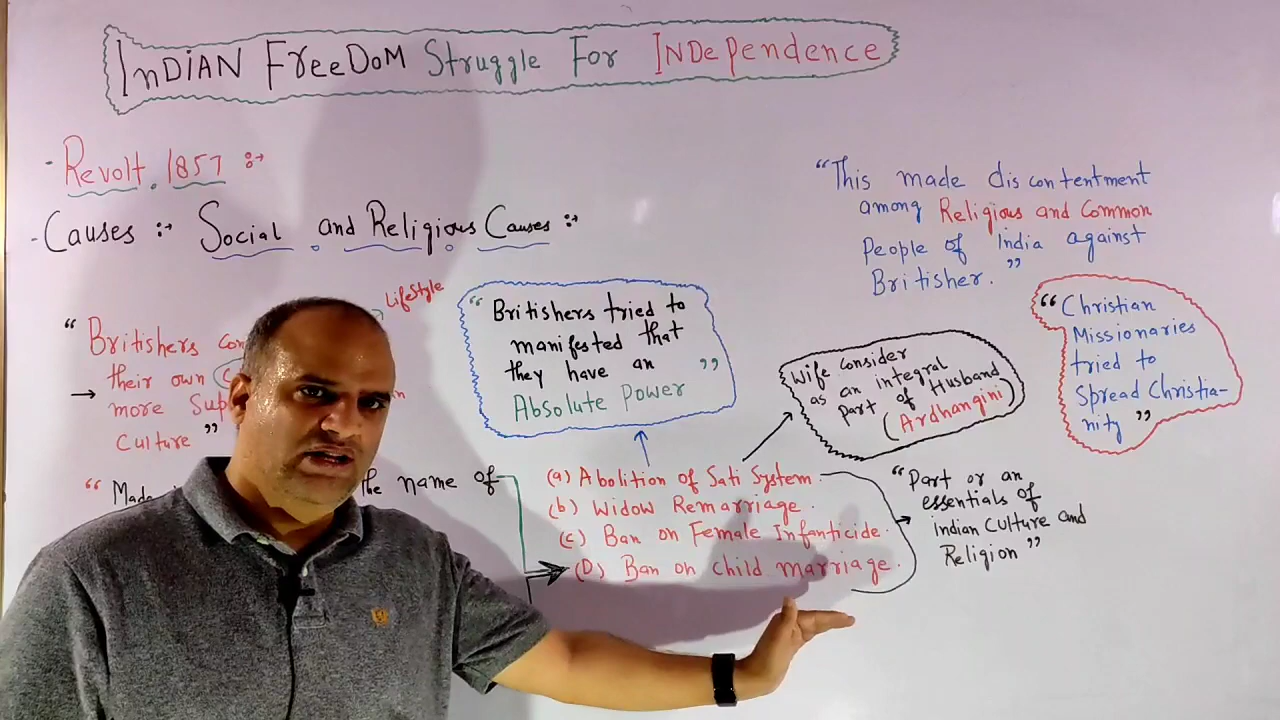 INDIAN FreeDoM Struggle For INDePendence
- Revolt 1857 :→
- Causes :→ Social and Religious Causes :→
LifeStyle
" Britishers
their own
→ more
Culture "
" the name of
" Britishers tried to
manifested that
they have an "
Absolute Power
(a) Abolition of Sati System.
(b) Widow Remarriage.
(c) Ban on Female Infanticide.
(D) Ban on child marriage.
Wife consider
as an integral
part of Husband
(Ardhangini)
" Part or an
essentials of
indian Culture and
Religion "
"This made discontentment
among Religious and Common
People of India against
Britisher. "
" Christian
Missionaries
tried to
Spread Christia-
nity "